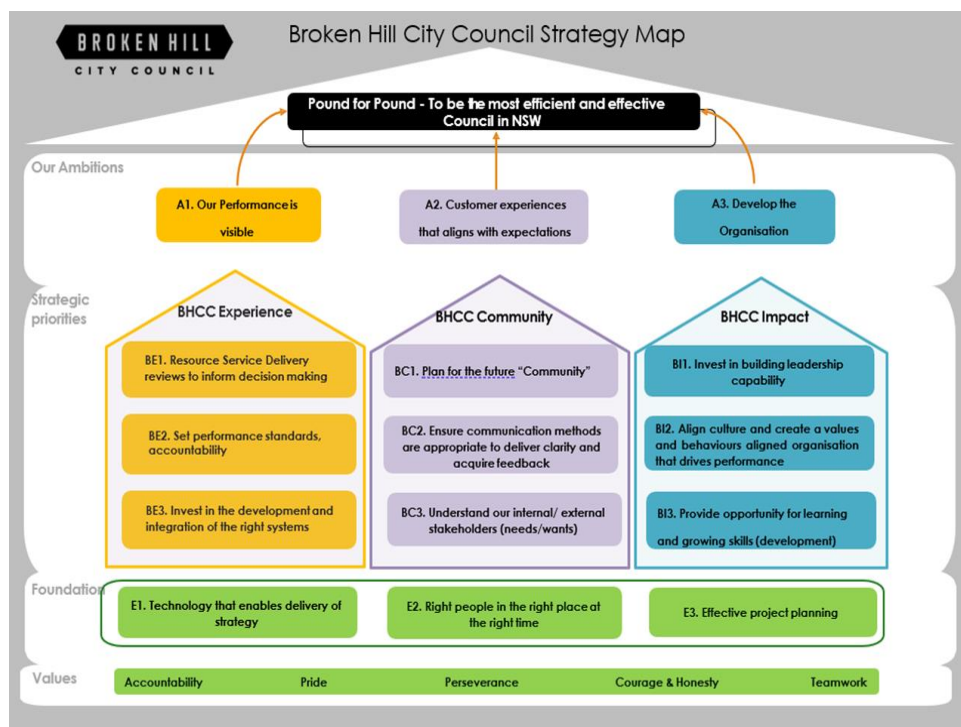 BROKEN HILL
CITY COUNCIL
Broken Hill City Council Strategy Map
Pound for Pound - To be the most efficient and effective
Council in NSW
Our Ambitions
A1. Our Performance is
visible
A2. Customer experiences
that aligns with expectations
A3. Develop the
Organisation
Strategic
priorities
BHCC Experience
BE1. Resource Service Delivery
reviews to inform decision making
BE2. Set performance standards,
accountability
BE3. Invest in the development and
integration of the right systems
BHCC Community
BC1. Plan for the future “Community”
BC2. Ensure communication methods
are appropriate to deliver clarity and
acquire feedback
BC3. Understand our internal/ external
stakeholders (needs/wants)
BHCC Impact
BI1. Invest in building leadership
capability
BI2. Align culture and create a values
and behaviours aligned organisation
that drives performance
BI3. Provide opportunity for learning
and growing skills (development)
Foundation
E1. Technology that enables delivery of
strategy
E2. Right people in the right place at
the right time
E3. Effective project planning
Values
Accountability
Pride
Perseverance
Courage & Honesty
Teamwork